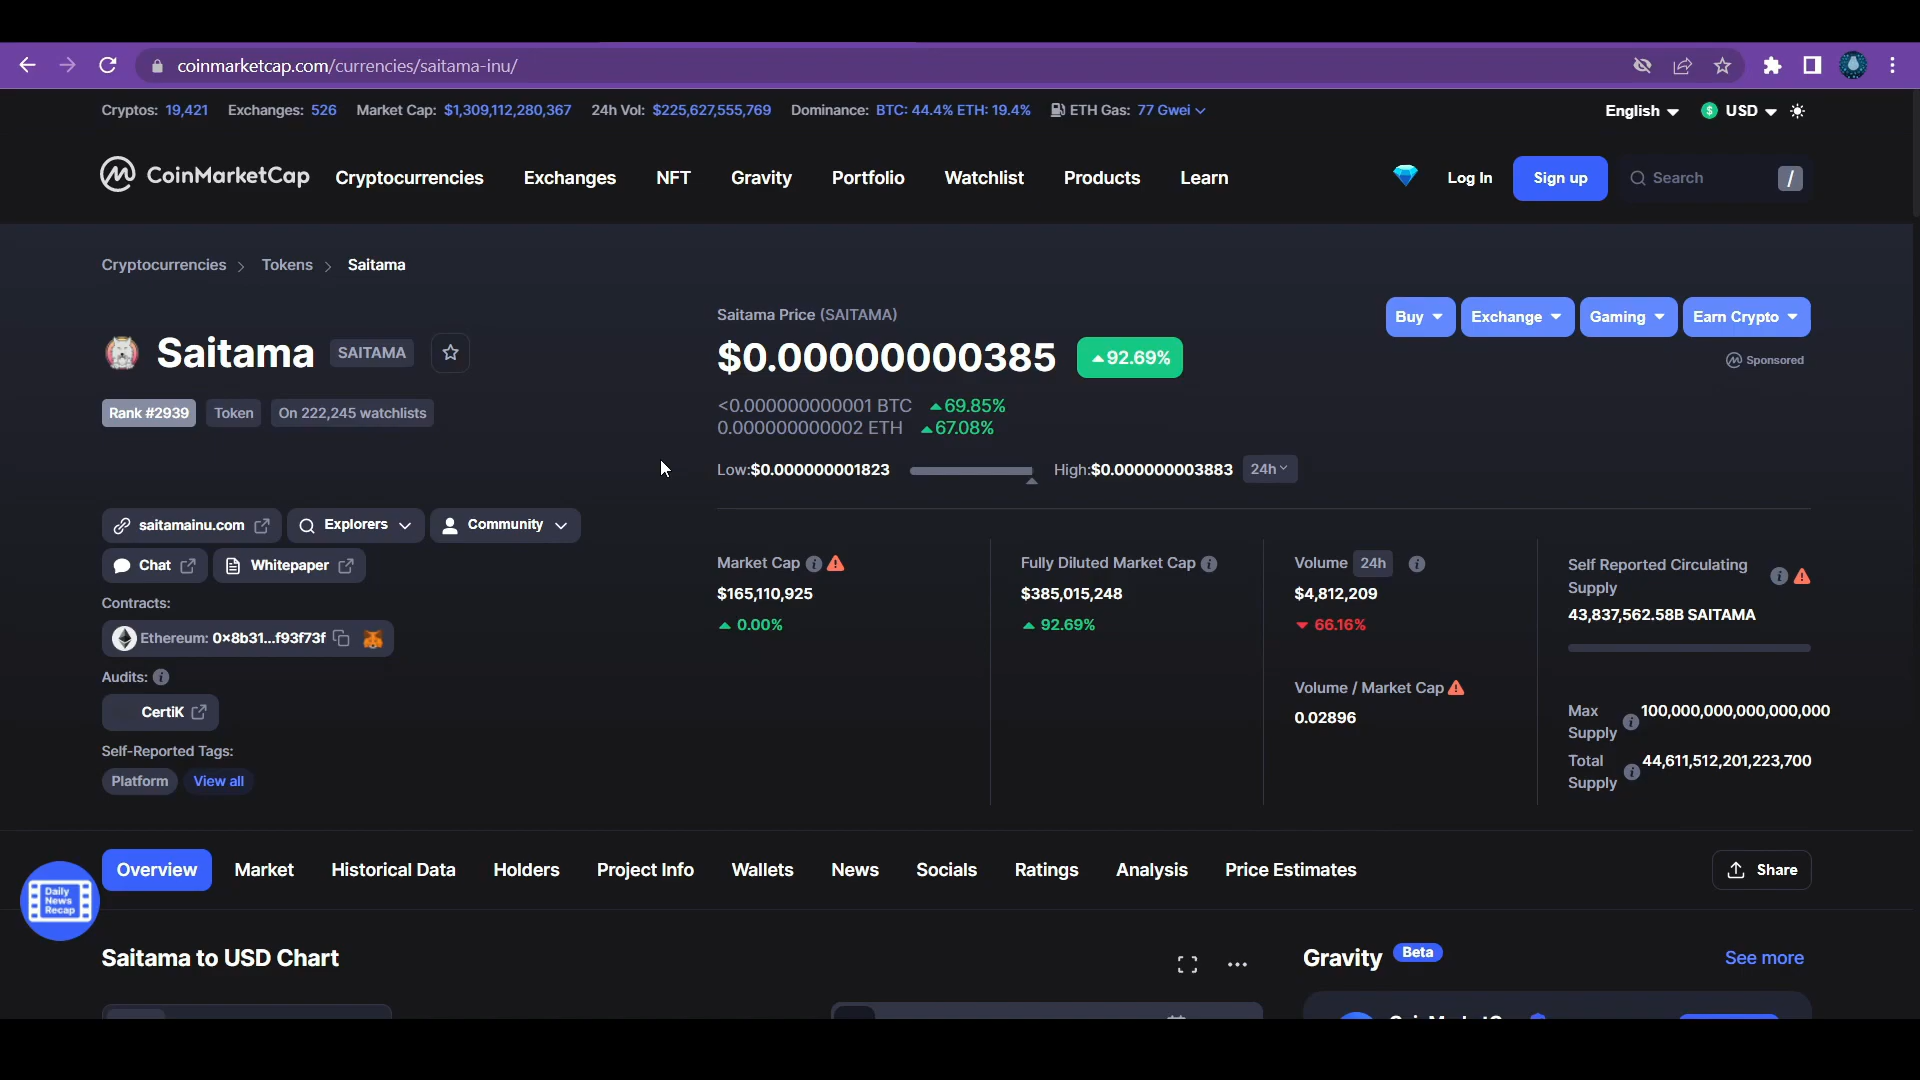 coinmarketcap.com/currencies/saitama-inu/
Cryptos: 19,421 Exchanges: 526 Market Cap: $1,309,112,280,367 24h Vol: $225,627,555,769 Dominance: BTC: 44.4% ETH: 19.4% ETH Gas: 77 Gwei English USD
CoinMarketCap Cryptocurrencies Exchanges NFT Gravity Portfolio Watchlist Products Learn Log In Sign up Search /
Cryptocurrencies > Tokens > Saitama
Saitama SAITAMA
Rank #2939 Token On 222,245 watchlists
saitamainu.com Explorers Community
Chat Whitepaper
Contracts:
Ethereum: 0x8b31...f93f73f
Audits:
CertiK
Self-Reported Tags:
Platform View all
Saitama Price (SAITAMA)
$0.00000000385 92.69%
<0.000000000001 BTC 69.85%
0.000000000002 ETH 67.08%
Low:$0.000000001823 High:$0.000000003883 24h
Buy Exchange Gaming Earn Crypto
Sponsored
Market Cap
$165,110,925
0.00%
Fully Diluted Market Cap
$385,015,248
92.69%
Volume 24h
$4,812,209
66.16%
Volume / Market Cap
0.02896
Self Reported Circulating
Supply
43,837,562.58B SAITAMA
Max
Supply
100,000,000,000,000,000
Total
Supply
44,611,512,201,223,700
Overview Market Historical Data Holders Project Info Wallets News Socials Ratings Analysis Price Estimates Share
Daily
News
Recap
Saitama to USD Chart
Gravity Beta See more